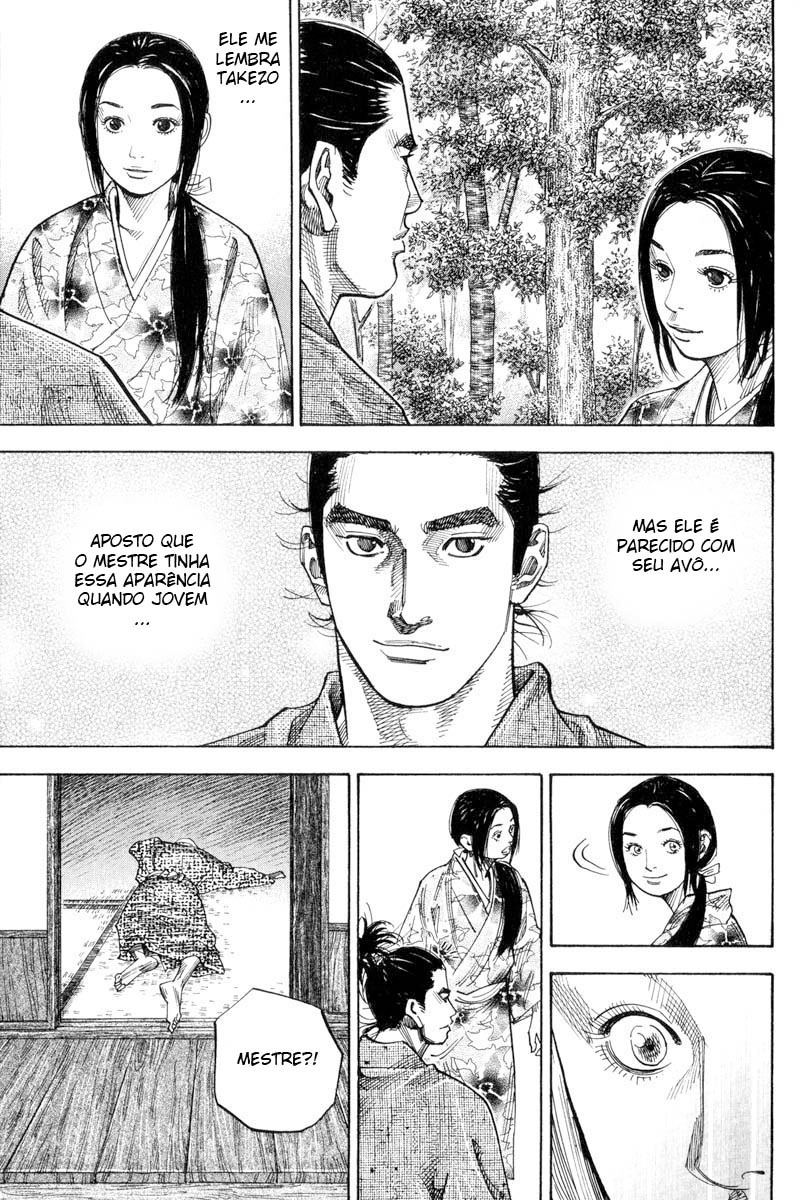 ELE ME
LEMBRA
TAKEZO
...
MAS ELE É
PARECIDO COM
SEU AVÔ...
APOSTO QUE
O MESTRE TINHA
ESSA APARÊNCIA
QUANDO JOVEM
...
MESTRE?!